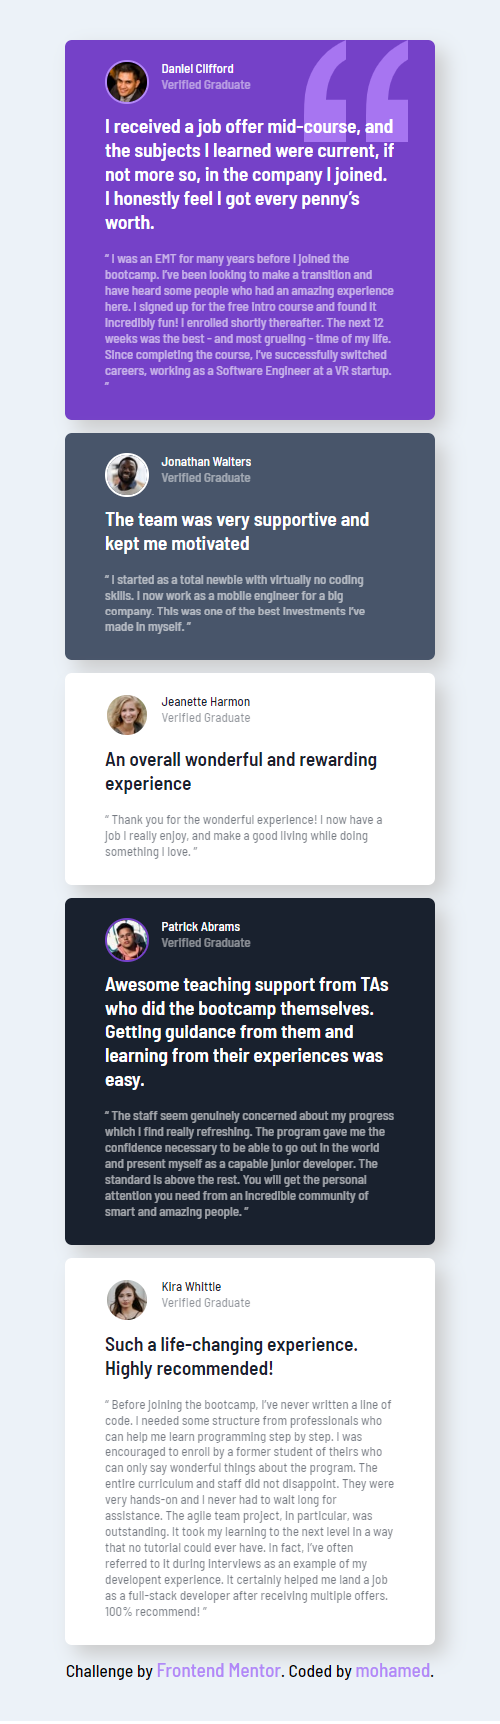 Daniel Clifford
Verified Graduate
I received a job offer mid-course, and
the subjects I learned were current, if
not more so, in the company I joined.
I honestly feel I got every penny’s
worth.
“ I was an EMT for many years before I joined the
bootcamp. I’ve been looking to make a transition and
have heard some people who had an amazing experience
here. I signed up for the free intro course and found it
incredibly fun! I enrolled shortly thereafter. The next 12
weeks was the best - and most grueling - time of my life.
Since completing the course, I’ve successfully switched
careers, working as a Software Engineer at a VR startup.
”
Jonathan Walters
Verified Graduate
The team was very supportive and
kept me motivated
“ I started as a total newbie with virtually no coding
skills. I now work as a mobile engineer for a big
company. This was one of the best investments I’ve
made in myself. ”
Jeanette Harmon
Verified Graduate
An overall wonderful and rewarding
experience
“ Thank you for the wonderful experience! I now have a
job I really enjoy, and make a good living while doing
something I love. ”
Patrick Abrams
Verified Graduate
Awesome teaching support from TAs
who did the bootcamp themselves.
Getting guidance from them and
learning from their experiences was
easy.
“ The staff seem genuinely concerned about my progress
which I find really refreshing. The program gave me the
confidence necessary to be able to go out in the world
and present myself as a capable junior developer. The
standard is above the rest. You will get the personal
attention you need from an incredible community of
smart and amazing people. ”
Kira Whittle
Verified Graduate
Such a life-changing experience.
Highly recommended!
“ Before joining the bootcamp, I’ve never written a line of
code. I needed some structure from professionals who
can help me learn programming step by step. I was
encouraged to enroll by a former student of theirs who
can only say wonderful things about the program. The
entire curriculum and staff did not disappoint. They were
very hands-on and I never had to wait long for
assistance. The agile team project, in particular, was
outstanding. It took my learning to the next level in a way
that no tutorial could ever have. In fact, I’ve often
referred to it during interviews as an example of my
developent experience. It certainly helped me land a job
as a full-stack developer after receiving multiple offers.
100% recommend! ”
Challenge by Frontend Mentor. Coded by mohamed.